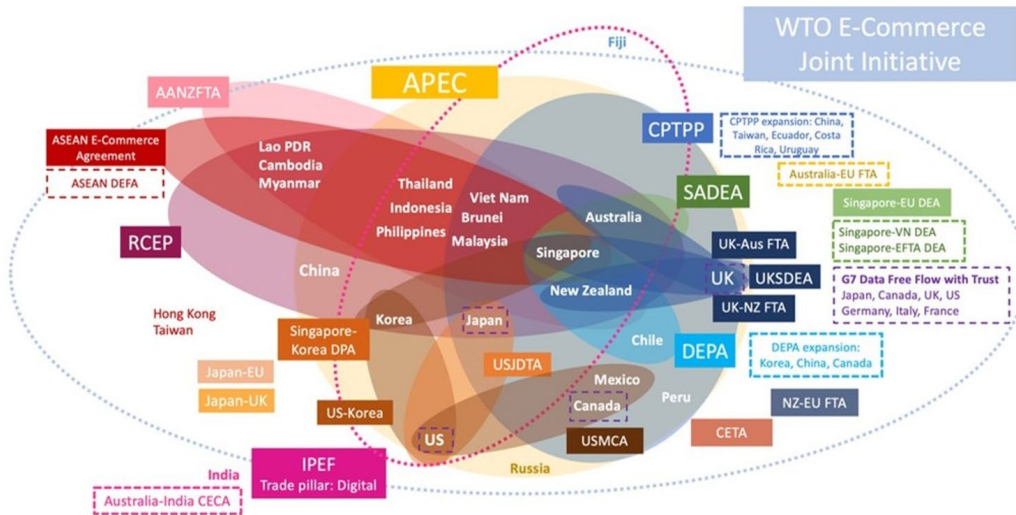 Fiji
WTO E-Commerce
Joint Initiative
APEC
AANZFTA
CPTPP
CPTPP expansion: China,
Taiwan, Ecuador, Costa
Rica, Uruguay
ASEAN E-Commerce
Agreement
ASEAN DEFA
Lao PDR
Cambodia
Myanmar
Thailand
Indonesia
Philippines
Viet Nam
Brunei
Malaysia
Australia
Singapore
SADEA
Australia-EU FTA
Singapore-EU DEA
Singapore-VN DEA
Singapore-EFTA DEA
RCEP
China
UK-Aus FTA
UK
UKSDEA
UK-NZ FTA
G7 Data Free Flow with Trust
Japan, Canada, UK, US
Germany, Italy, France
New Zealand
Hong Kong
Taiwan
Korea
Japan
Singapore-
Korea DPA
Chile
DEPA
DEPA expansion:
Korea, China, Canada
Japan-EU
Japan-UK
USJDTA
Mexico
Canada
Peru
NZ-EU FTA
US-Korea
US
USMCA
CETA
India
IPEF
Trade pillar: Digital
Russia
Australia-India CECA